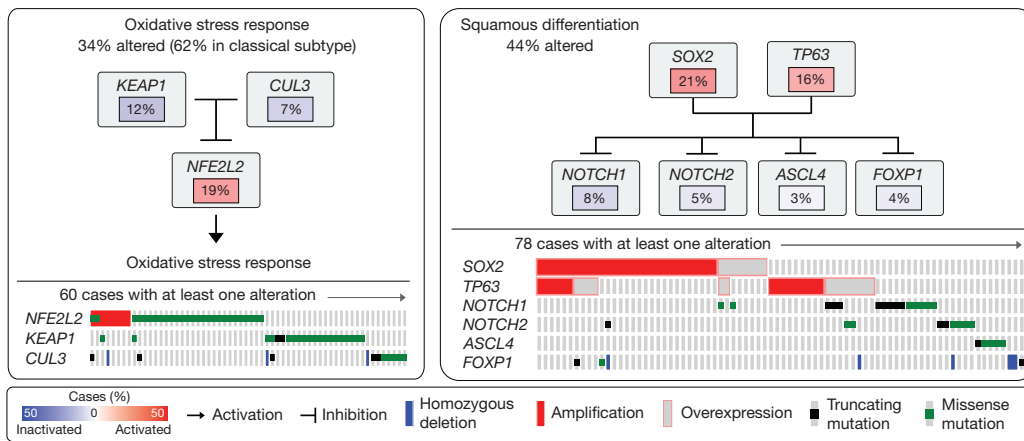 Oxidative stress response
34% altered (62% in classical subtype)
KEAP1
12%
CUL3
7%
NFE2L2
19%
Oxidative stress response
60 cases with at least one alteration
NFE2L2
KEAP1
CUL3
Squamous differentiation
44% altered
SOX2
21%
TP63
16%
NOTCH1
8%
NOTCH2
5%
ASCL4
3%
FOXP1
4%
78 cases with at least one alteration
SOX2
TP63
NOTCH1
NOTCH2
ASCL4
FOXP1
Cases (%)
50 0 50
Inactivated Activated
Activation
Inhibition
Homozygous
deletion
Amplification
Overexpression
Truncating
mutation
Missense
mutation